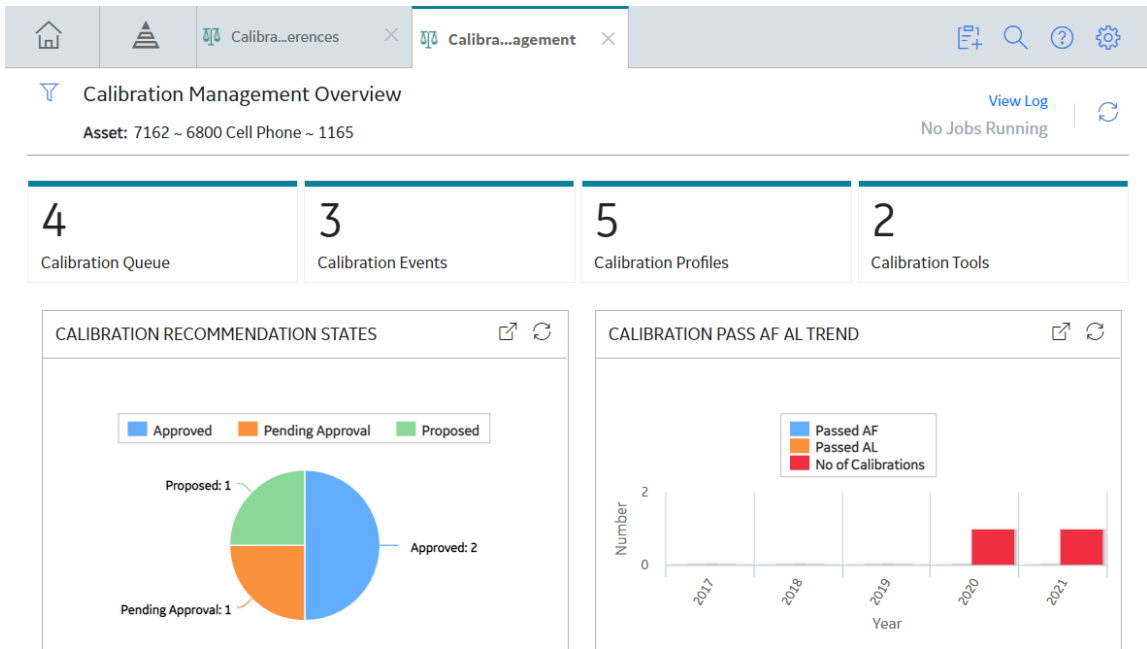 Calibra...erences
Calibra...agement
Calibration Management Overview
Asset: 7162 ~ 6800 Cell Phone ~ 1165
View Log
No Jobs Running
4
Calibration Queue
3
Calibration Events
5
Calibration Profiles
2
Calibration Tools
CALIBRATION RECOMMENDATION STATES
Approved
Pending Approval
Proposed
Proposed: 1
Approved: 2
Pending Approval: 1
CALIBRATION PASS AF AL TREND
Passed AF
Passed AL
No of Calibrations
Number
2
0
2017
2018
2019
2020
2021
Year